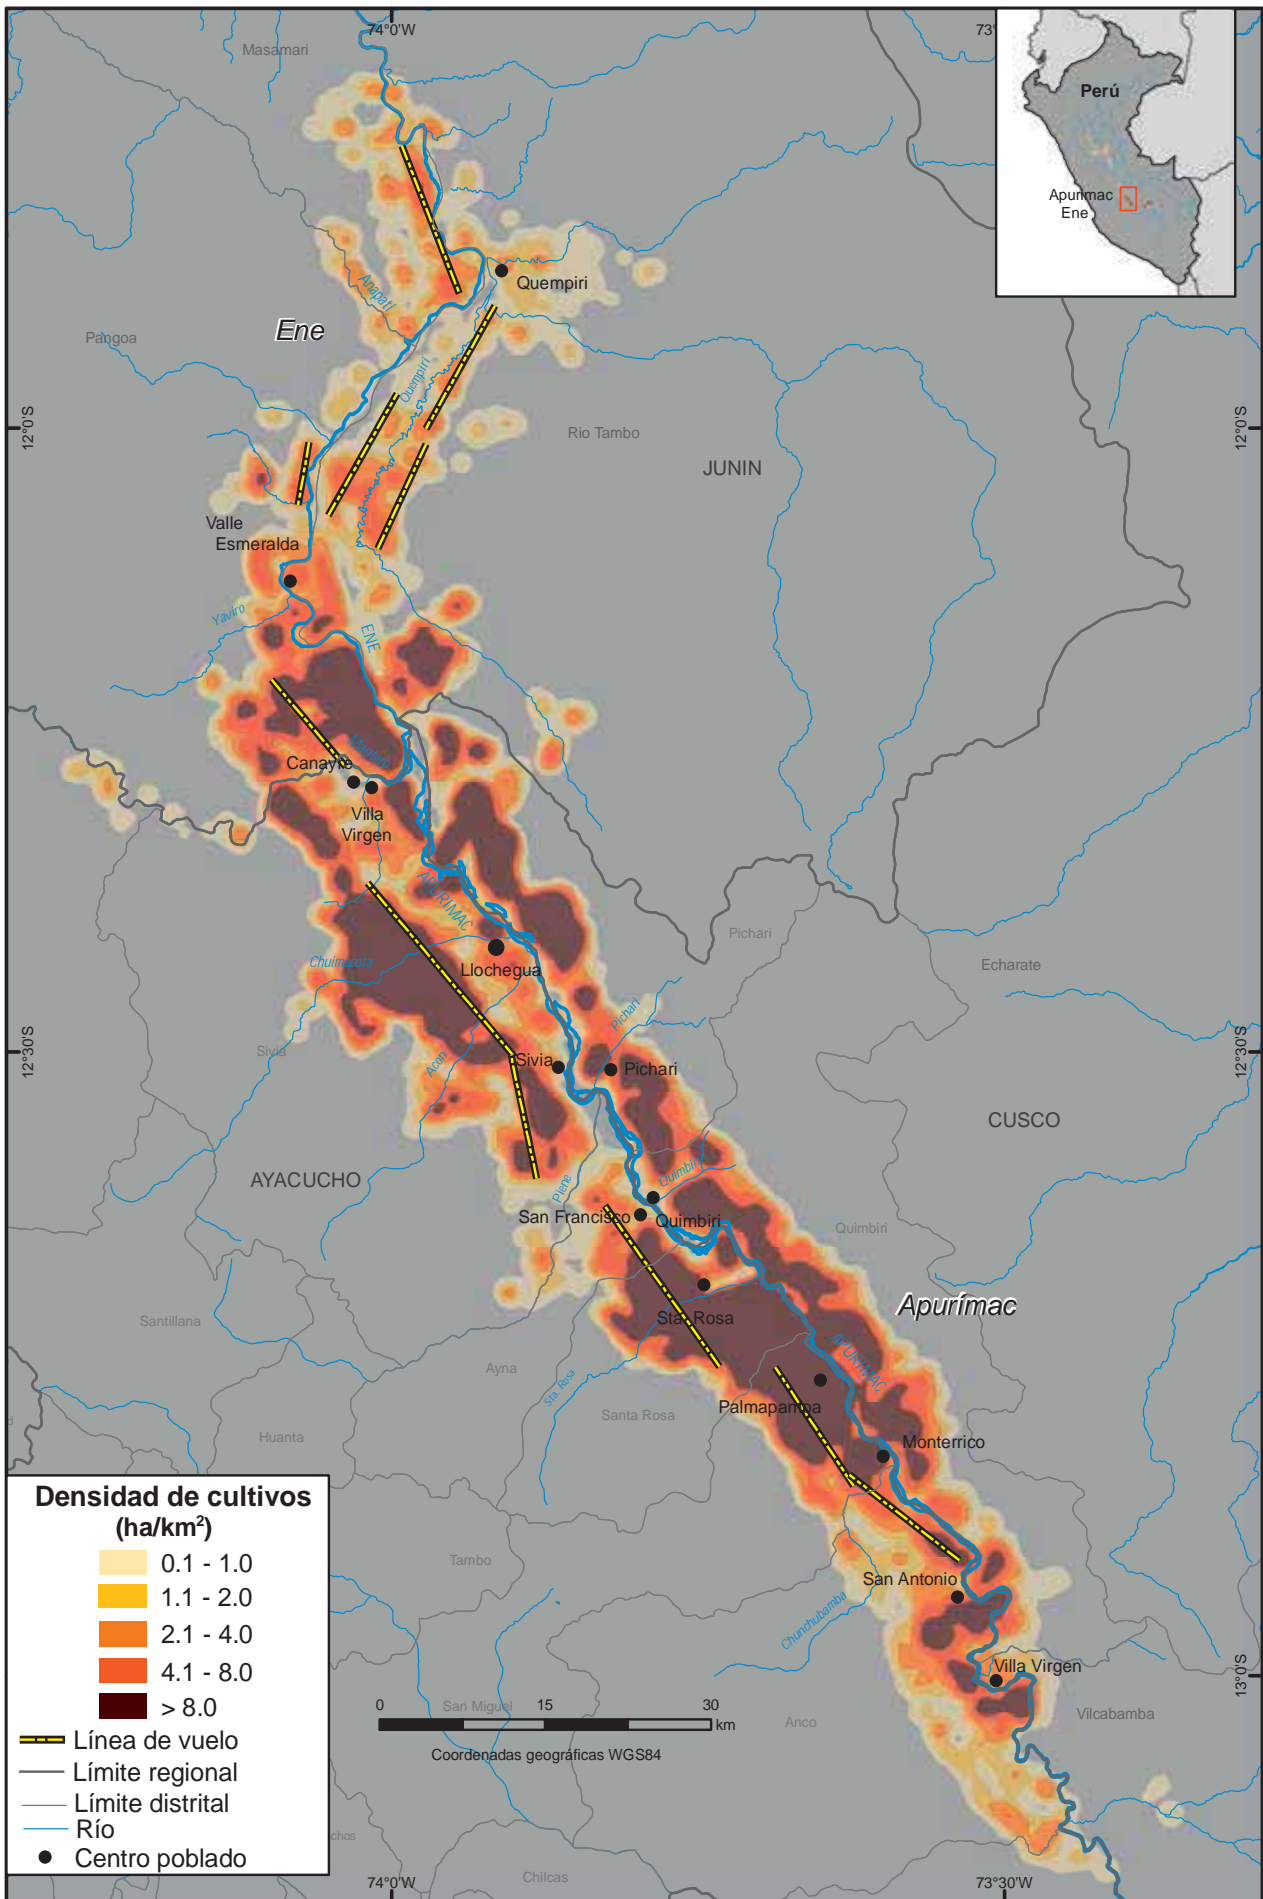 74°0'W
73°
Masamari
Perú
Apurimac
Ene
Quempiri
Anapati
Ene
Pangoa
Quempiri
12°0'S
12°0'S
Rio Tambo
JUNIN
Valle
Esmeralda
Yaviro
ENE
Mantaro
Canayre
Villa
Virgen
APURIMAC
Pichari
Llochegua
Chuimacota
Echarate
Pichari
12°30'S
12°30'S
Sivia
Acon
Sivia
Pichari
CUSCO
AYACUCHO
Quimbiri
Piene
San Francisco
Quimbiri
Quimbiri
Apurímac
Sta. Rosa
Santillana
APURIMAC
Ayna
Sta. Rosa
Palmapampa
Santa Rosa
Huanta
Monterrico
Densidad de cultivos
(ha/km²)
0.1 - 1.0
1.1 - 2.0
2.1 - 4.0
4.1 - 8.0
> 8.0
Línea de vuelo
Límite regional
Límite distrital
Río
Centro poblado
Tambo
San Antonio
Chunchubamba
Villa Virgen
13°0'S
0
15
30
km
San Miguel
Anco
Vilcabamba
Coordenadas geográficas WGS84
chos
Chilcas
74°0'W
73°30'W